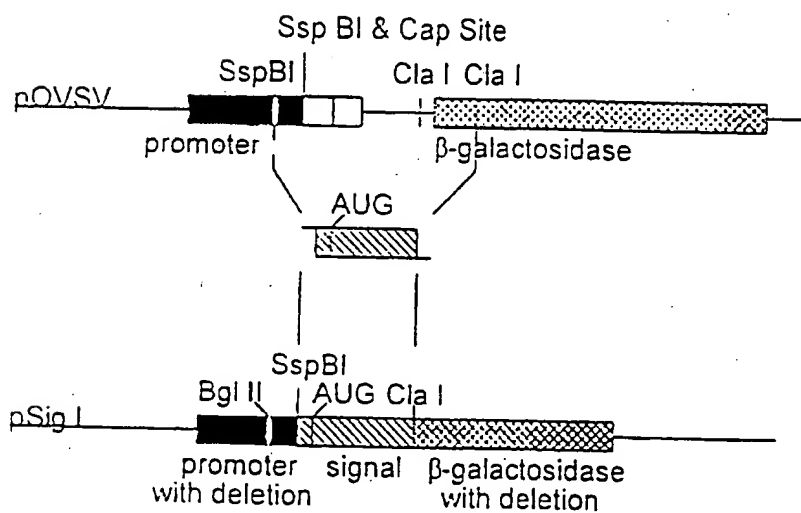 Ssp BI & Cap Site
SspBI
Cla I Cla I
pOVSV
promoter
β-galactosidase
AUG
SspBI
Bgl II
AUG Cla I
pSig I
promoter
with deletion
signal
β-galactosidase
with deletion